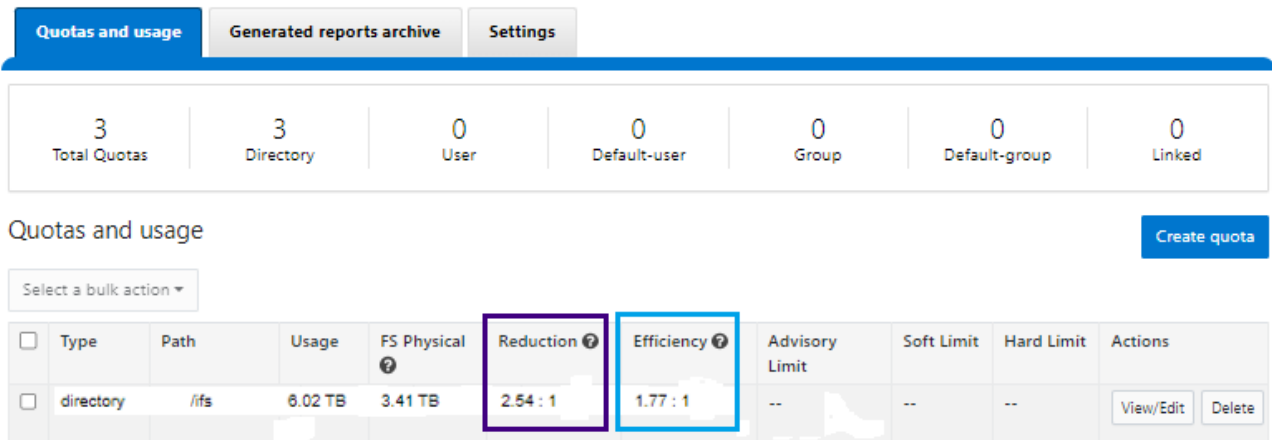 Quotas and usage Generated reports archive Settings
3 3 0 0 0 0 0
Total Quotas Directory User Default-user Group Default-group Linked
Quotas and usage
Create quota
Select a bulk action
Type Path Usage FS Physical Reduction Efficiency Advisory Limit Soft Limit Hard Limit Actions
directory /ifs 6.02 TB 3.41 TB 2.54 : 1 1.77 : 1 -- -- -- View/Edit Delete